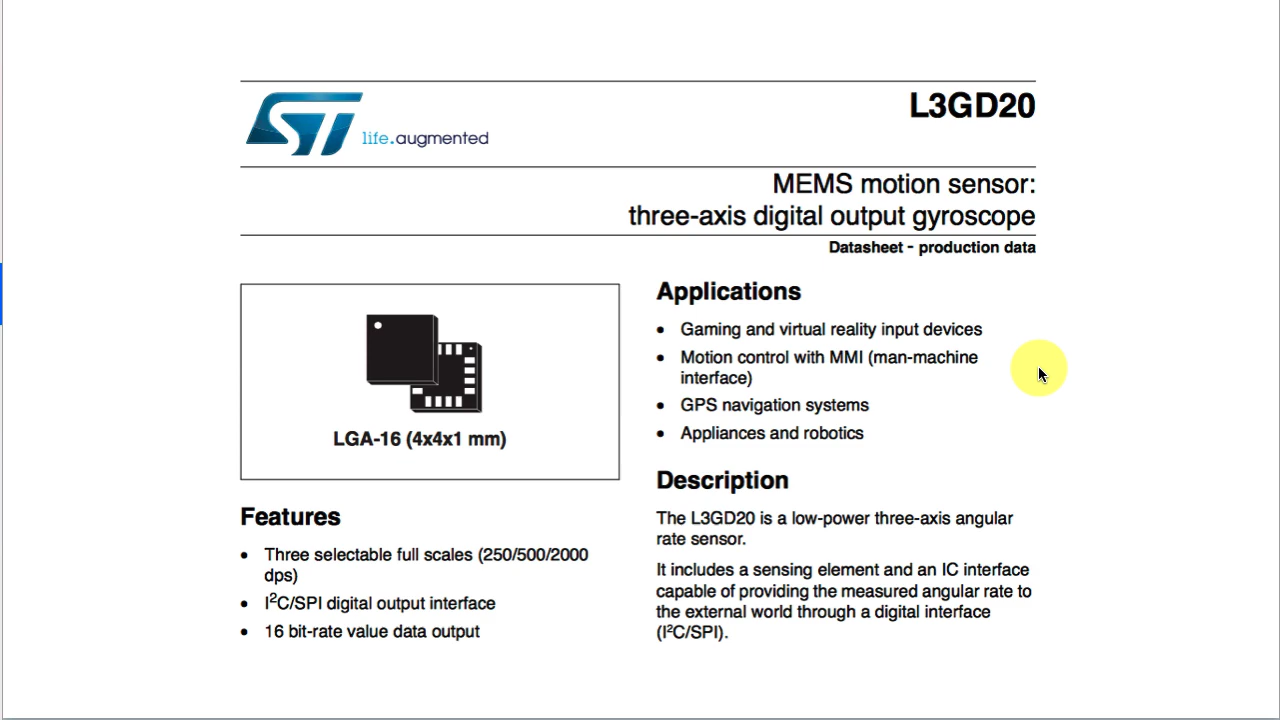 ST
life.augmented
L3GD20
MEMS motion sensor:
three-axis digital output gyroscope
Datasheet - production data
LGA-16 (4x4x1 mm)
Features
• Three selectable full scales (250/500/2000
dps)
• I²C/SPI digital output interface
• 16 bit-rate value data output
Applications
• Gaming and virtual reality input devices
• Motion control with MMI (man-machine
interface)
• GPS navigation systems
• Appliances and robotics
Description
The L3GD20 is a low-power three-axis angular
rate sensor.
It includes a sensing element and an IC interface
capable of providing the measured angular rate to
the external world through a digital interface
(I²C/SPI).